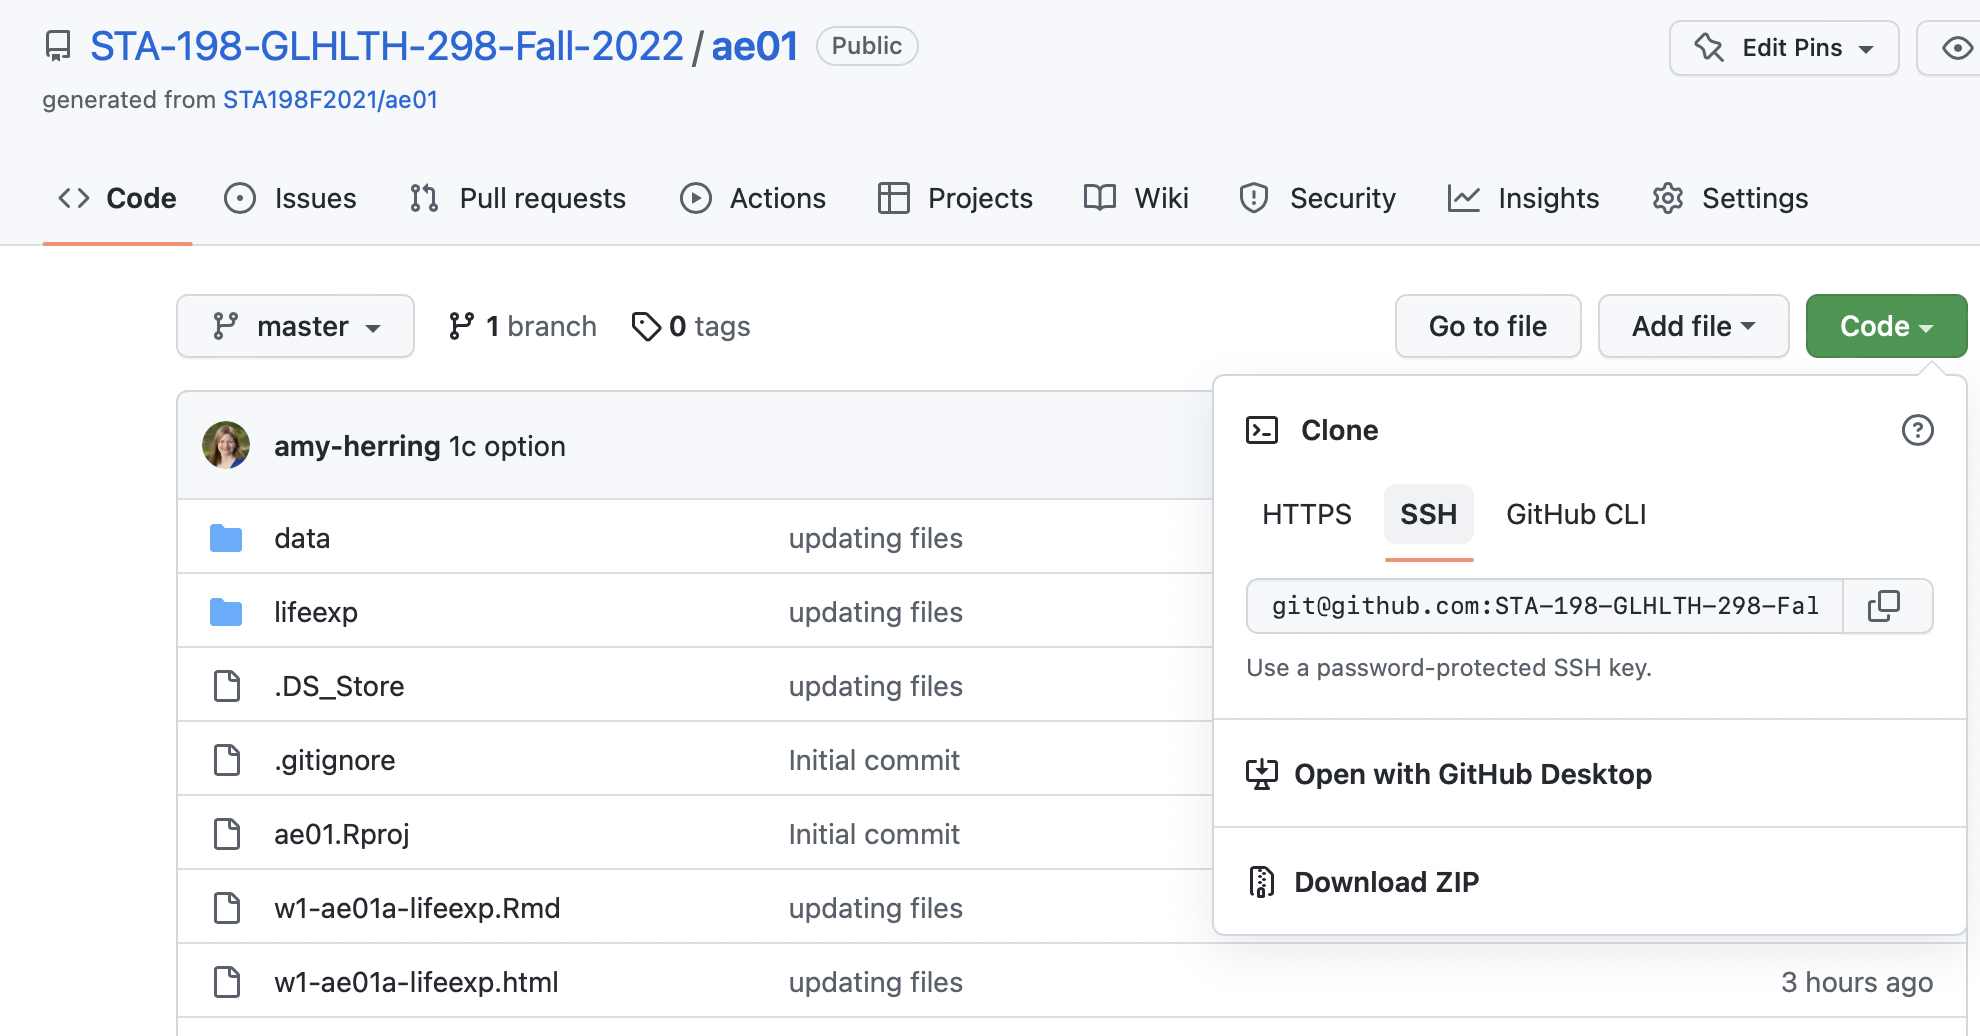 STA-198-GLHLTH-298-Fall-2022 / ae01 Public
Edit Pins
generated from STA198F2021/ae01
Code Issues Pull requests Actions Projects Wiki Security Insights Settings
master 1 branch 0 tags Go to file Add file Code
amy-herring 1c option
data updating files
lifeexp updating files
.DS_Store updating files
.gitignore Initial commit
ae01.Rproj Initial commit
w1-ae01a-lifeexp.Rmd updating files
w1-ae01a-lifeexp.html updating files 3 hours ago
Clone
HTTPS SSH GitHub CLI
git@github.com:STA-198-GLHLTH-298-Fal
Use a password-protected SSH key.
Open with GitHub Desktop
Download ZIP